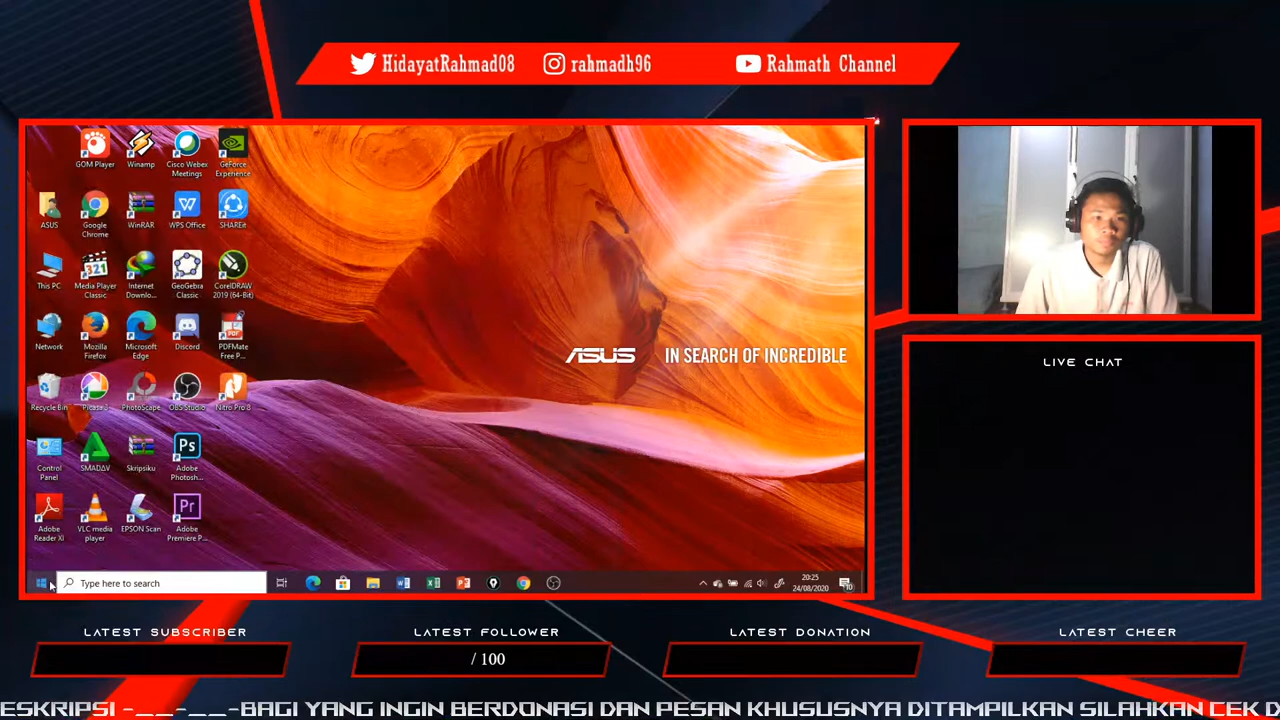 HidayatRahmad08 rahmadh96 Rahmath Channel
GOM Player Winamp Cisco Webex Meetings GeForce Experience
ASUS Google Chrome WinRAR WPS Office SHAREit
This PC Media Player Classic Internet Downlo... GeoGebra Classic CorelDRAW 2019 (64-Bit)
Network Mozilla Firefox Microsoft Edge Discord PDFMate Free P...
Recycle Bin Picasa 3 PhotoScape OBS Studio Nitro Pro 8
Control Panel SMADΔV Skripsiku Adobe Photosh...
Adobe Reader XI VLC media player EPSON Scan Adobe Premiere P...
ASUS IN SEARCH OF INCREDIBLE
Type here to search
20:25
24/08/2020
LIVE CHAT
LATEST SUBSCRIBER LATEST FOLLOWER LATEST DONATION LATEST CHEER
/ 100
ESKRIPSI -__-__-BAGI YANG INGIN BERDONASI DAN PESAN KHUSUSNYA DITAMPILKAN SILAHKAN CEK D